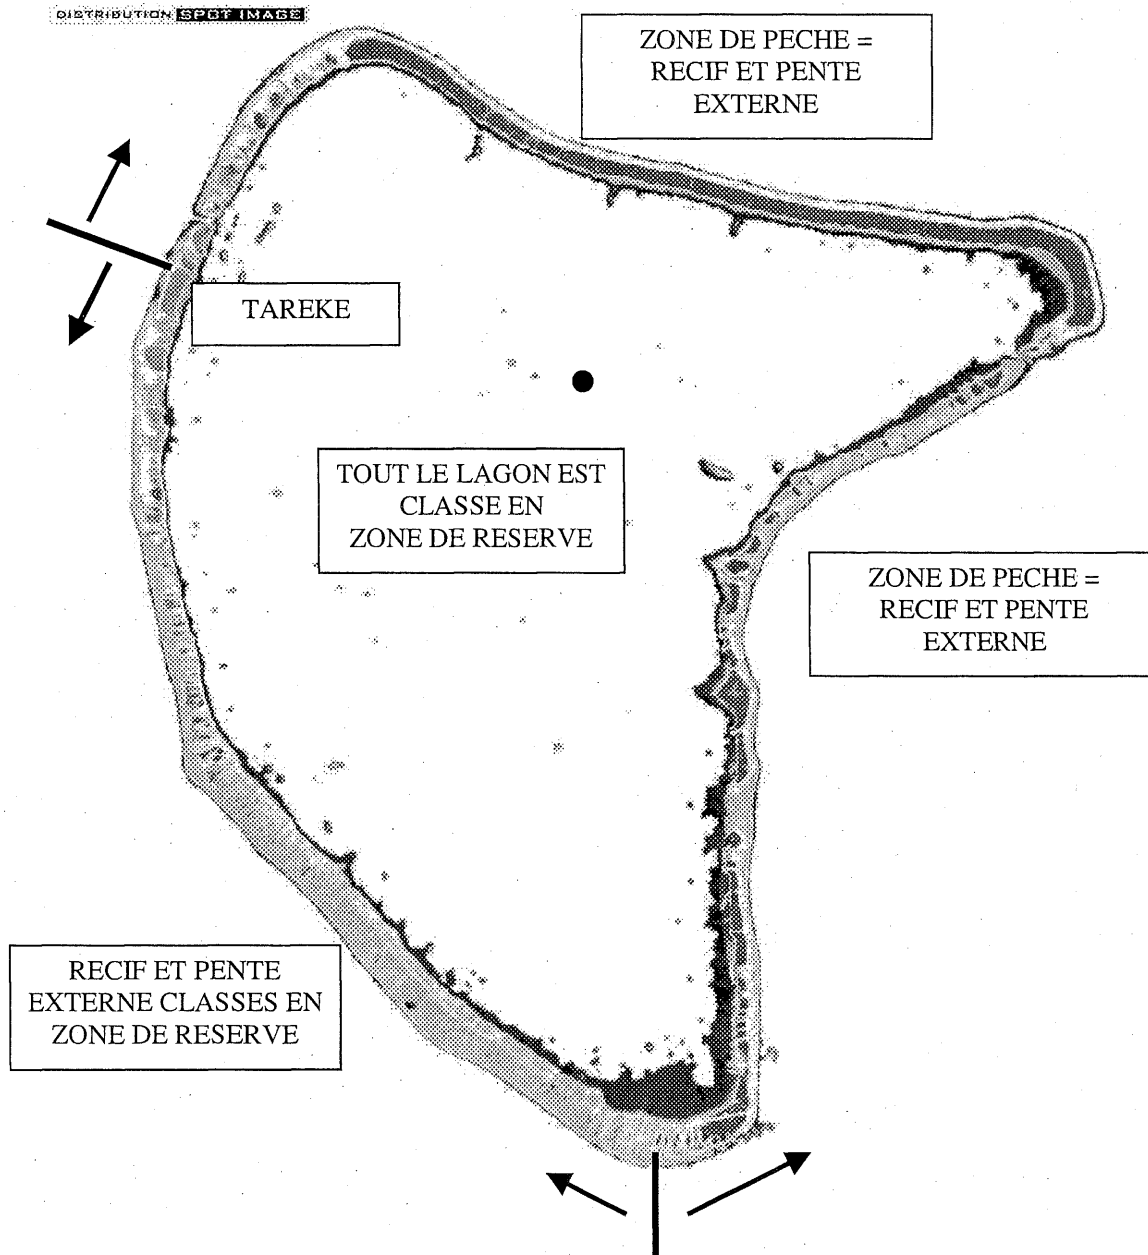 DISTRIBUTION SPOT IMAGE
ZONE DE PECHE =
RECIF ET PENTE
EXTERNE
TAREKE
TOUT LE LAGON EST
CLASSE EN
ZONE DE RESERVE
ZONE DE PECHE =
RECIF ET PENTE
EXTERNE
RECIF ET PENTE
EXTERNE CLASSES EN
ZONE DE RESERVE